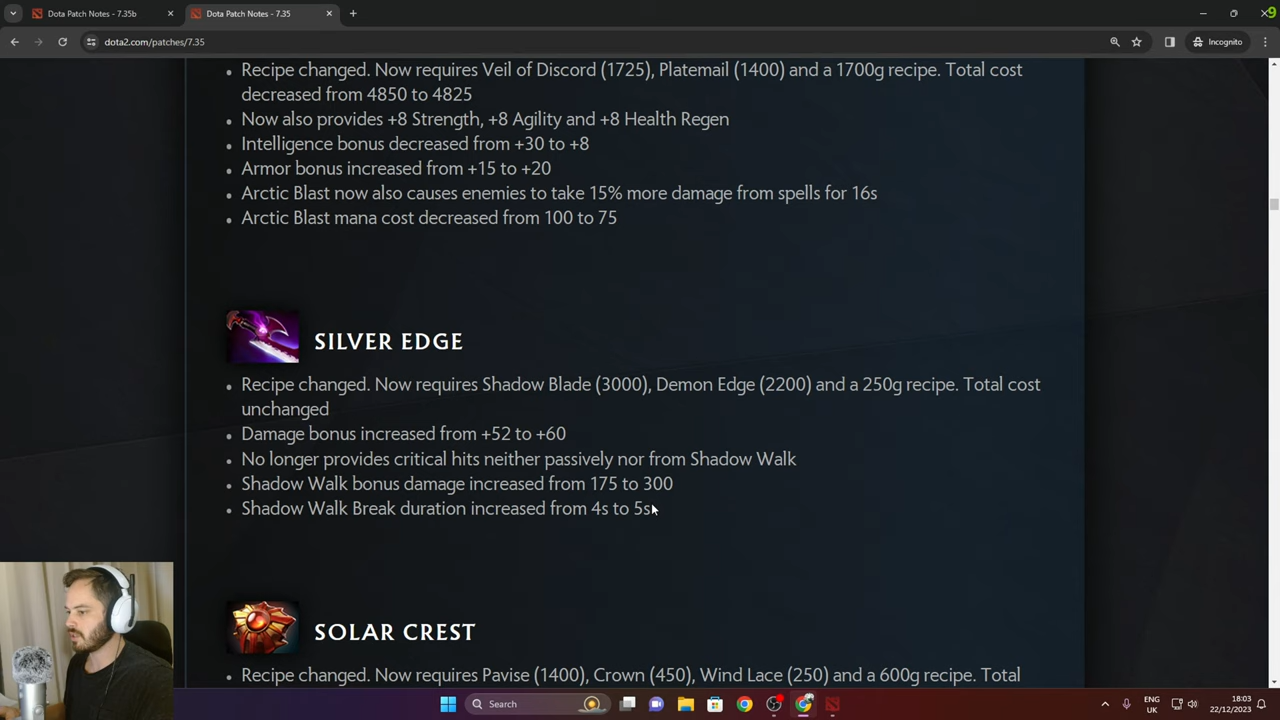 Dota Patch Notes - 7.35b
Dota Patch Notes - 7.35
dota2.com/patches/7.35
Incognito
9
Recipe changed. Now requires Veil of Discord (1725), Platemail (1400) and a 1700g recipe. Total cost
decreased from 4850 to 4825
Now also provides +8 Strength, +8 Agility and +8 Health Regen
Intelligence bonus decreased from +30 to +8
Armor bonus increased from +15 to +20
Arctic Blast now also causes enemies to take 15% more damage from spells for 16s
Arctic Blast mana cost decreased from 100 to 75
SILVER EDGE
Recipe changed. Now requires Shadow Blade (3000), Demon Edge (2200) and a 250g recipe. Total cost
unchanged
Damage bonus increased from +52 to +60
No longer provides critical hits neither passively nor from Shadow Walk
Shadow Walk bonus damage increased from 175 to 300
Shadow Walk Break duration increased from 4s to 5s
SOLAR CREST
Recipe changed. Now requires Pavise (1400), Crown (450), Wind Lace (250) and a 600g recipe. Total
Search
ENG
UK
18:03
22/12/2023